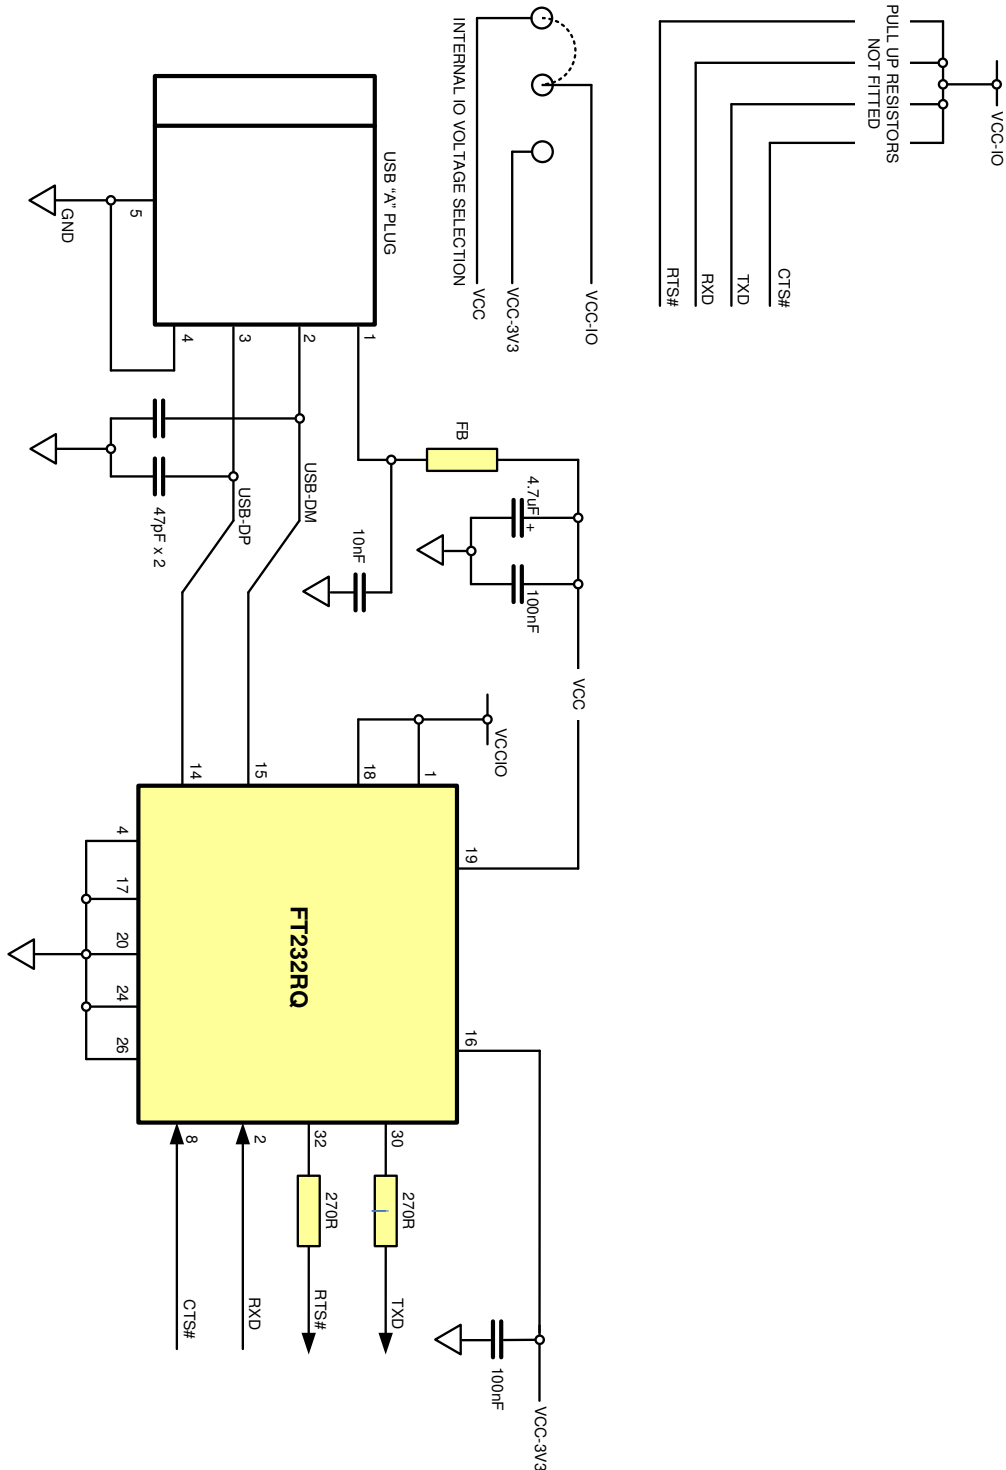 VCC-IO
PULL UP RESISTORS
NOT FITTED
CTS#
TXD
RXD
RTS#
VCC-IO
VCC-3V3
VCC
INTERNAL IO VOLTAGE SELECTION
USB "A" PLUG
1
2
3
4
5
GND
FB
4.7uF
+
100nF
10nF
USB-DM
USB-DP
47pF x 2
VCC
VCCIO
1
18
15
14
19
16
FT232RQ
4
17
20
24
26
30
32
2
8
270R
270R
TXD
RTS#
RXD
CTS#
100nF
VCC-3V3